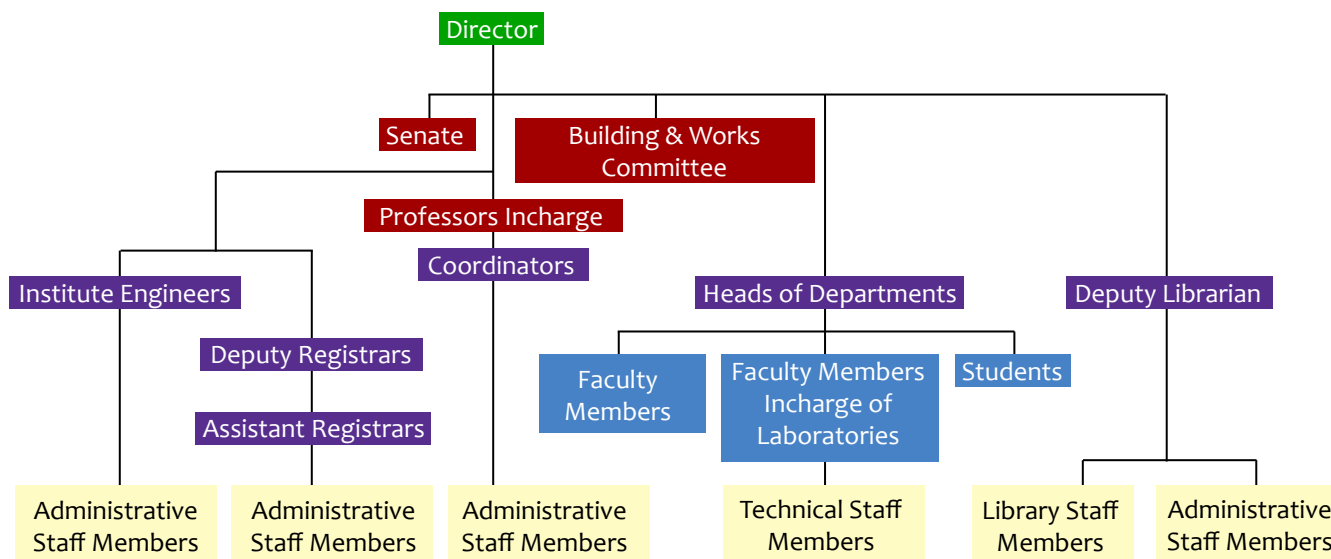 Director
Senate
Building & Works
Committee
Professors Incharge
Coordinators
Institute Engineers
Heads of Departments
Deputy Librarian
Deputy Registrars
Faculty
Members
Faculty Members
Incharge of
Laboratories
Students
Assistant Registrars
Administrative
Staff Members
Administrative
Staff Members
Administrative
Staff Members
Technical Staff
Members
Library Staff
Members
Administrative
Staff Members